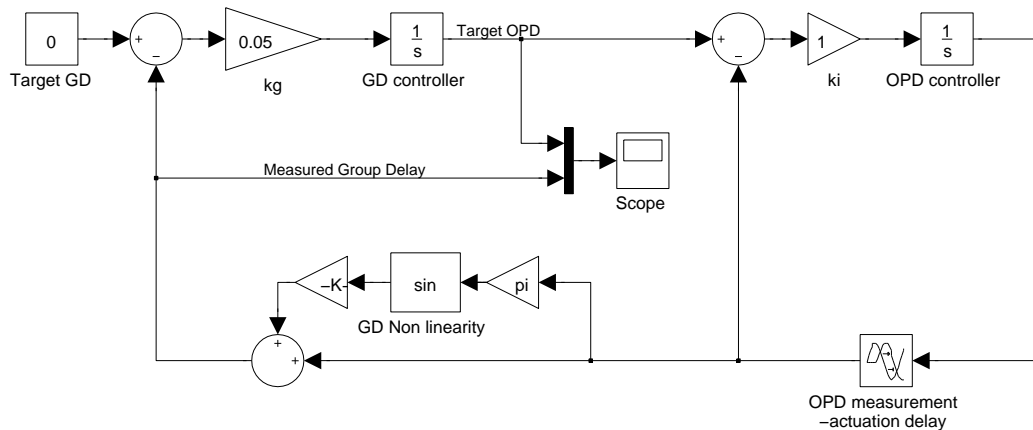 0
Target GD
+
−
0.05
kg
1
s
GD controller
Target OPD
+
−
1
ki
1
s
OPD controller
Measured Group Delay
Scope
−K-
sin
pi
GD Non linearity
+
+
OPD measurement
−actuation delay